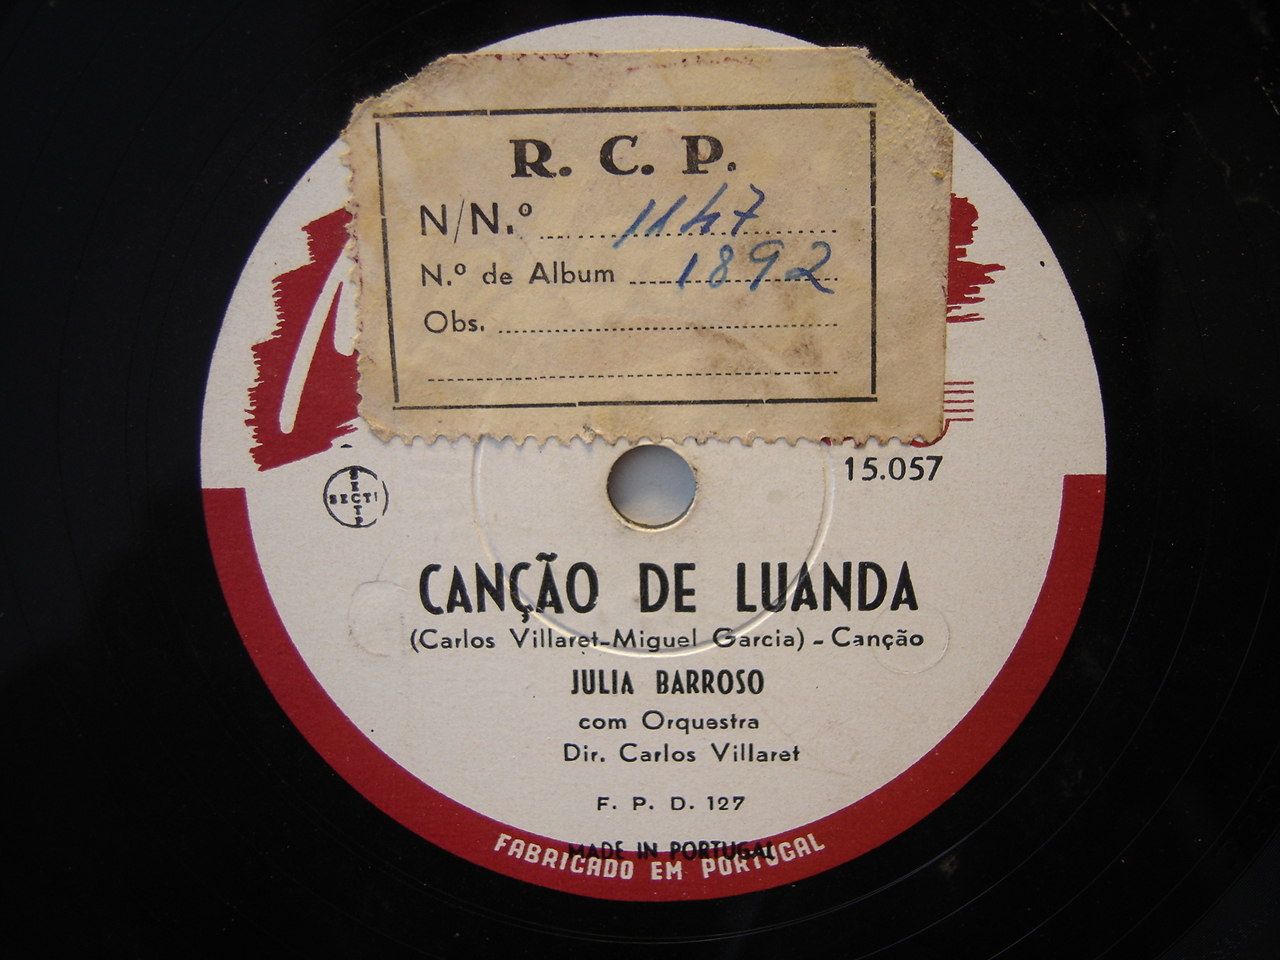 R. C. P.
N/N.º 1147
N.º de Album 1892
Obs.
15.057
SECTI
CANÇÃO DE LUANDA
(Carlos Villaret-Miguel Garcia) - Canção
JULIA BARROSO
com Orquestra
Dir. Carlos Villaret
F. P. D. 127
MADE IN PORTUGAL
FABRICADO EM PORTUGAL